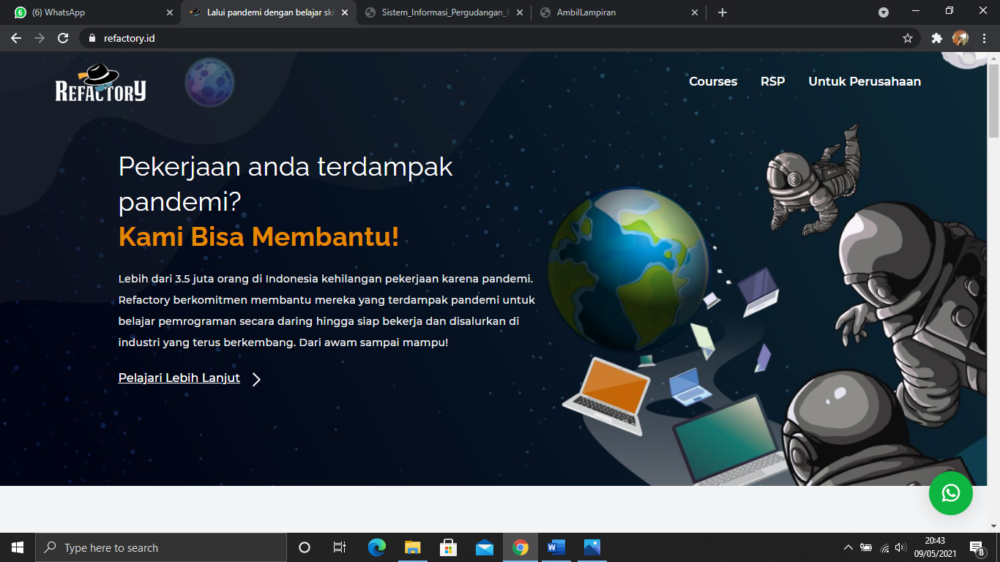 (6) WhatsApp
Lalui pandemi dengan belajar ski
Sistem_Informasi_Pergudangan_
AmbilLampiran
refactory.id
REFACTORY
Courses
RSP
Untuk Perusahaan
Pekerjaan anda terdampak
pandemi?
Kami Bisa Membantu!
Lebih dari 3.5 juta orang di Indonesia kehilangan pekerjaan karena pandemi.
Refactory berkomitmen membantu mereka yang terdampak pandemi untuk
belajar pemrograman secara daring hingga siap bekerja dan disalurkan di
industri yang terus berkembang. Dari awam sampai mampu!
Pelajari Lebih Lanjut
Type here to search
20:43
09/05/2021
8